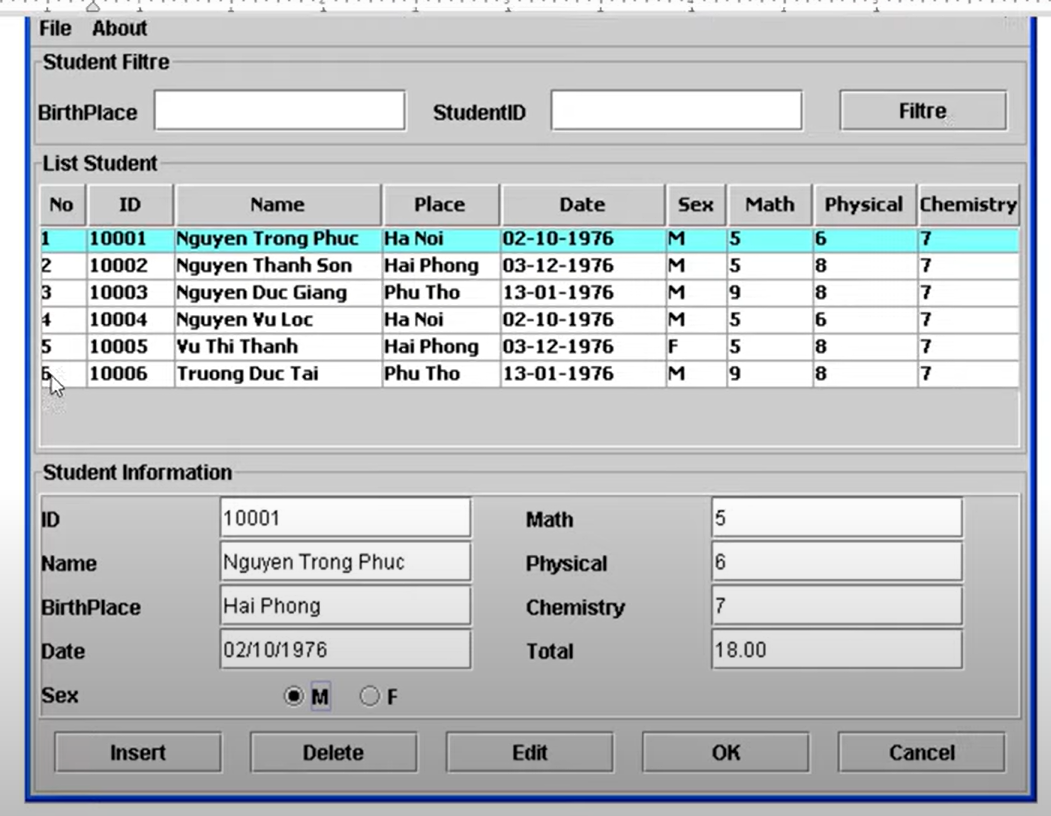 File About
Student Filtre
BirthPlace StudentID Filtre
List Student
No ID Name Place Date Sex Math Physical Chemistry
1 10001 Nguyen Trong Phuc Ha Noi 02-10-1976 M 5 6 7
2 10002 Nguyen Thanh Son Hai Phong 03-12-1976 M 5 8 7
3 10003 Nguyen Duc Giang Phu Tho 13-01-1976 M 9 8 7
4 10004 Nguyen Vu Loc Ha Noi 02-10-1976 M 5 6 7
5 10005 Vu Thi Thanh Hai Phong 03-12-1976 F 5 8 7
6 10006 Truong Duc Tai Phu Tho 13-01-1976 M 9 8 7
Student Information
ID 10001 Math 5
Name Nguyen Trong Phuc Physical 6
BirthPlace Hai Phong Chemistry 7
Date 02/10/1976 Total 18.00
Sex M F
Insert Delete Edit OK Cancel